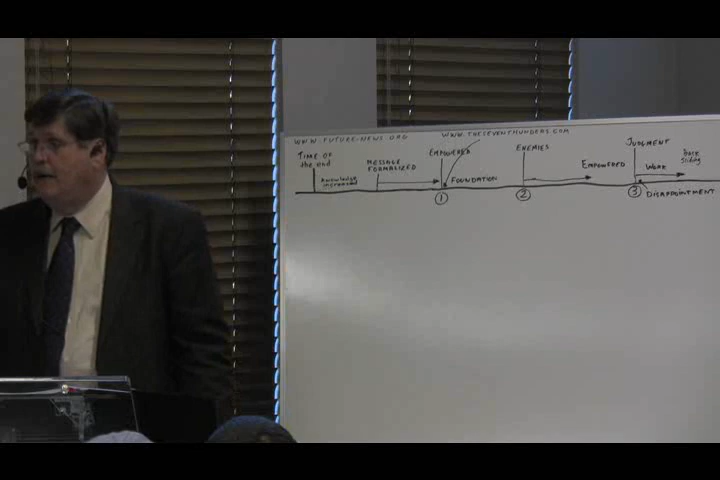 WWW.FUTURE-NEWS.ORG
WWW.THESEVENTHUNDERS.COM
TIME OF
the end
KNOWLEDGE
INCREASED
MESSAGE
FORMALIZED
EMPOWERED
FOUNDATION
ENEMIES
EMPOWERED
JUDGMENT
WORK
Back
Sliding
DISAPPOINTMENT
1
2
3